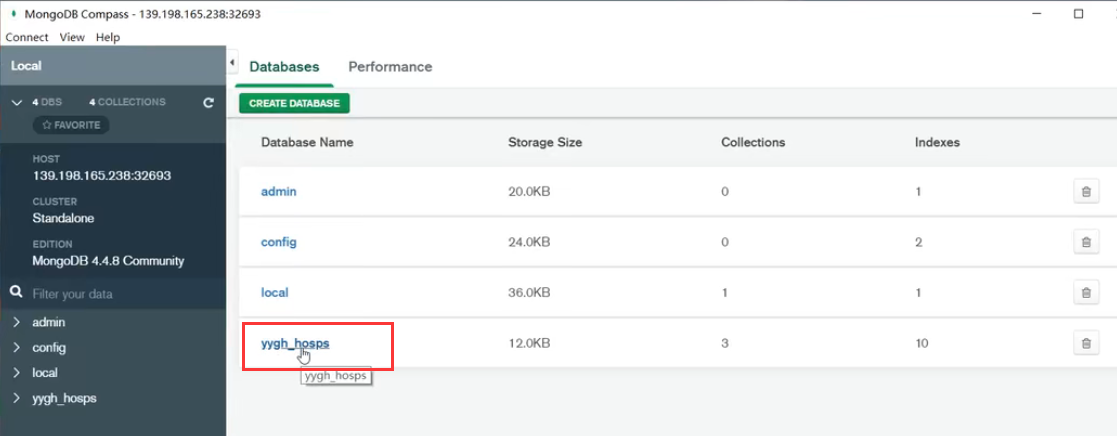 MongoDB Compass - 139.198.165.238:32693
Connect View Help
Local
4 DBS 4 COLLECTIONS
FAVORITE
HOST
139.198.165.238:32693
CLUSTER
Standalone
EDITION
MongoDB 4.4.8 Community
Filter your data
admin
config
local
yygh_hosps
Databases Performance
CREATE DATABASE
Database Name Storage Size Collections Indexes
admin 20.0KB 0 1
config 24.0KB 0 2
local 36.0KB 1 1
yygh_hosps 12.0KB 3 10
yygh_hosps